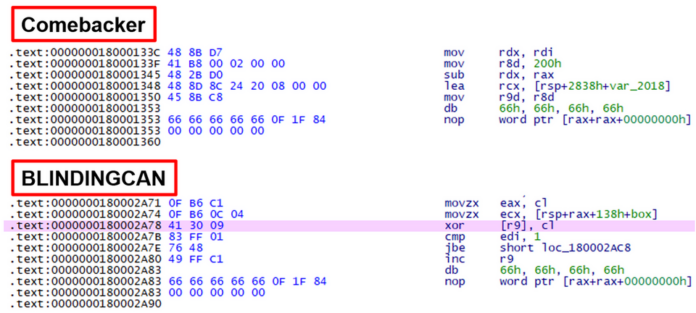 Comebacker
.text:000000018000133C 48 8B D7 mov rdx, rdi
.text:000000018000133F 41 B8 00 02 00 00 mov r8d, 200h
.text:0000000180001345 48 2B D0 sub rdx, rax
.text:0000000180001348 48 8D 8C 24 20 08 00 00 lea rcx, [rsp+2838h+var_2018]
.text:0000000180001350 45 8B C8 mov r9d, r8d
.text:0000000180001353 db 66h, 66h, 66h, 66h
.text:0000000180001353 66 66 66 66 66 0F 1F 84 nop word ptr [rax+rax+00000000h]
.text:0000000180001353 00 00 00 00 00
.text:0000000180001360
BLINDINGCAN
.text:0000000180002A71 0F B6 C1 movzx eax, cl
.text:0000000180002A74 0F B6 0C 04 movzx ecx, [rsp+rax+138h+box]
.text:0000000180002A78 41 30 09 xor [r9], cl
.text:0000000180002A7B 83 FF 01 cmp edi, 1
.text:0000000180002A7E 76 48 jbe short loc_180002AC8
.text:0000000180002A80 49 FF C1 inc r9
.text:0000000180002A83 db 66h, 66h, 66h, 66h
.text:0000000180002A83 66 66 66 66 66 0F 1F 84 nop word ptr [rax+rax+00000000h]
.text:0000000180002A83 00 00 00 00 00
.text:0000000180002A90